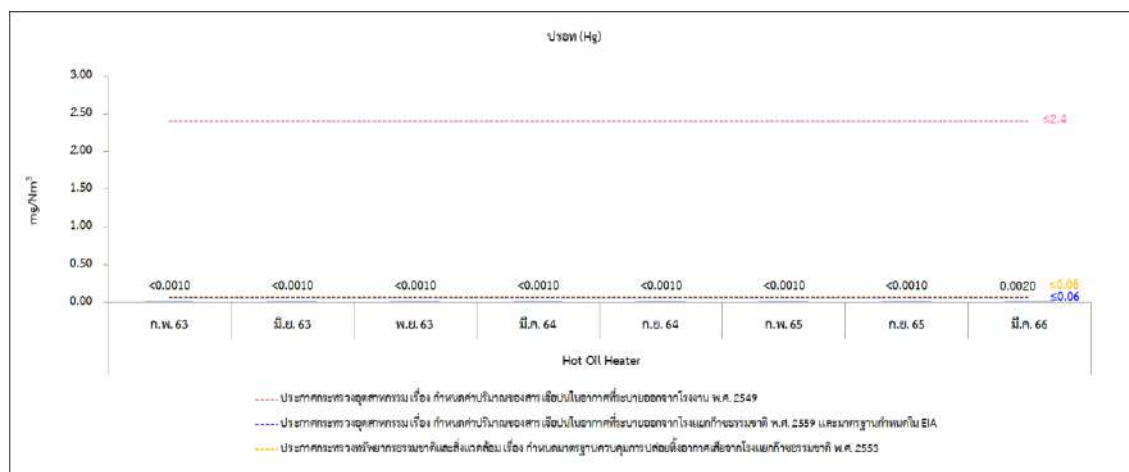 ปรอท (Hg)
3.00
≤2.4
2.50
2.00
1.50
1.00
0.50
0.00
mg/Nm³
<0.0010 <0.0010 <0.0010 <0.0010 <0.0010 <0.0010 <0.0010 0.0020 ≤0.06
≤0.06
ก.พ. 63 มิ.ย. 63 พ.ย. 63 มี.ค. 64 ก.ย. 64 ก.พ. 65 ก.ย. 65 มี.ค. 66
Hot Oil Heater
ประกาศกระทรวงอุตสาหกรรม เรื่อง กำหนดค่าปริมาณของสารเจือปนในอากาศที่ระบายออกจากโรงงาน พ.ศ. 2549
ประกาศกระทรวงอุตสาหกรรม เรื่อง กำหนดค่าปริมาณของสารเจือปนในอากาศที่ระบายออกจากโรงแยกก๊าซธรรมชาติ พ.ศ. 2559 และมาตรฐานกำหนดใน EIA
ประกาศกระทรวงทรัพยากรธรรมชาติและสิ่งแวดล้อม เรื่อง กำหนดมาตรฐานควบคุมการปล่อยทิ้งอากาศเสียจากโรงแยกก๊าซธรรมชาติ พ.ศ. 2553